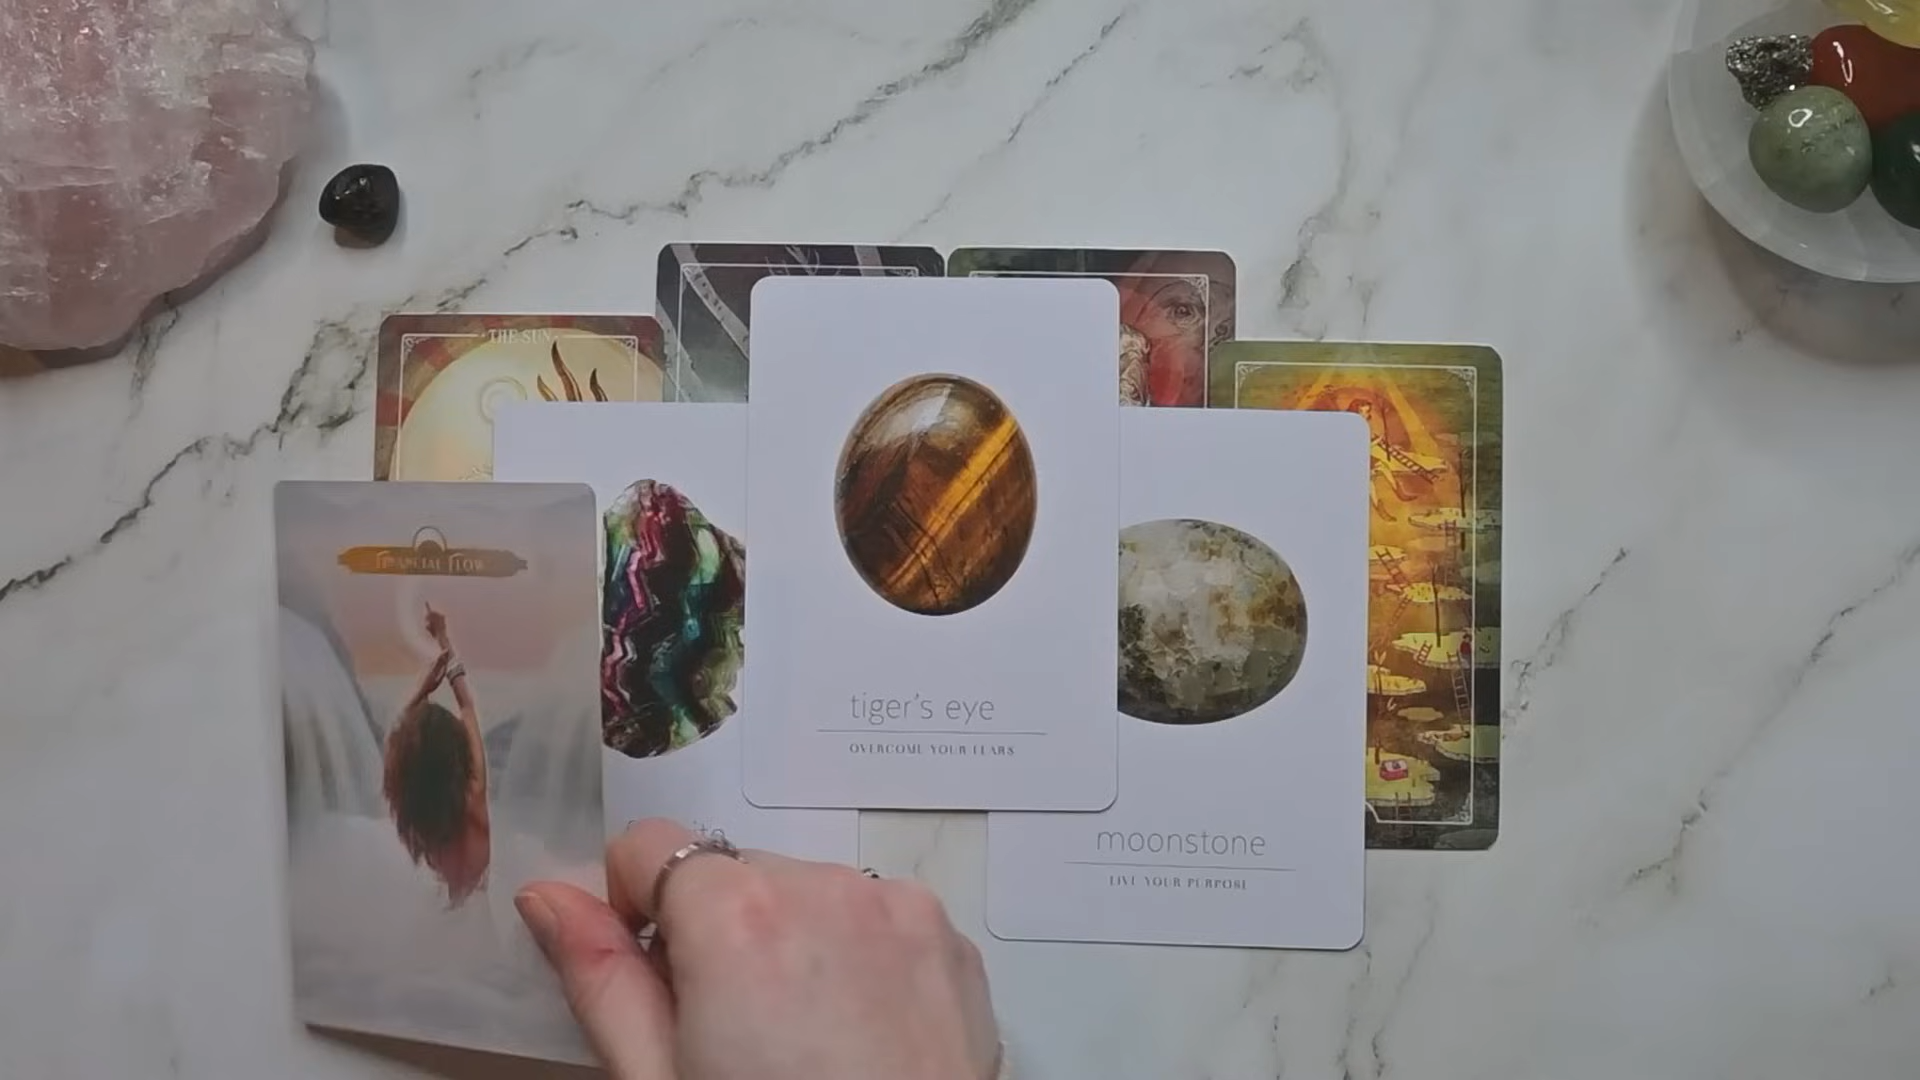 THE SUN
FINANCIAL FLOW
tiger's eye
OVERCOME YOUR FEARS
moonstone
LIVE YOUR PURPOSE